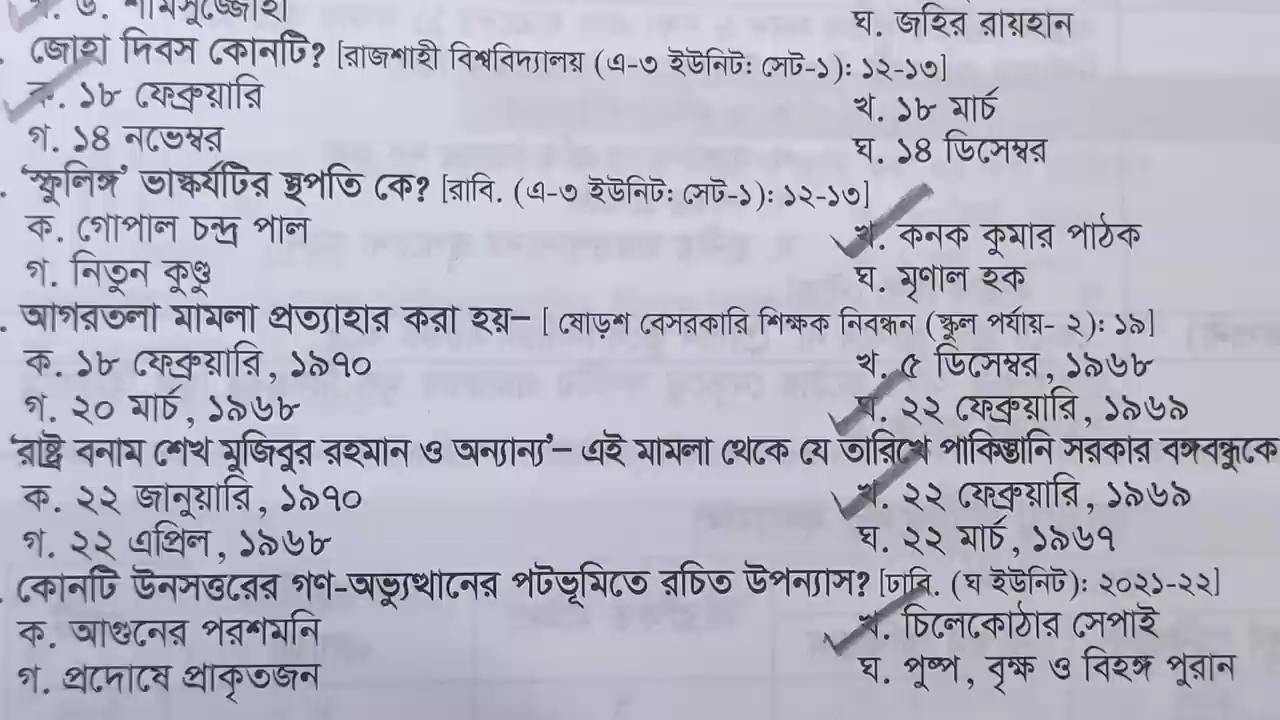 ড. শামসুজ্জোহা ঘ. জহির রায়হান
জোহা দিবস কোনটি? [রাজশাহী বিশ্ববিদ্যালয় (এ-৩ ইউনিট: সেট-১): ১২-১৩]
ক. ১৮ ফেব্রুয়ারি খ. ১৮ মার্চ
গ. ১৪ নভেম্বর ঘ. ১৪ ডিসেম্বর
‘স্ফুলিঙ্গ’ ভাস্কর্যটির স্থপতি কে? [রাবি. (এ-৩ ইউনিট: সেট-১): ১২-১৩]
ক. গোপাল চন্দ্র পাল খ. কনক কুমার পাঠক
গ. নিতুন কুণ্ডু ঘ. মৃণাল হক
আগরতলা মামলা প্রত্যাহার করা হয়– [ ষোড়শ বেসরকারি শিক্ষক নিবন্ধন (স্কুল পর্যায়- ২): ১৯]
ক. ১৮ ফেব্রুয়ারি, ১৯৭০ খ. ৫ ডিসেম্বর, ১৯৬৮
গ. ২০ মার্চ, ১৯৬৮ ঘ. ২২ ফেব্রুয়ারি, ১৯৬৯
‘রাষ্ট্র বনাম শেখ মুজিবুর রহমান ও অন্যান্য’– এই মামলা থেকে যে তারিখে পাকিস্তানি সরকার বঙ্গবন্ধুকে
ক. ২২ জানুয়ারি, ১৯৭০ খ. ২২ ফেব্রুয়ারি, ১৯৬৯
গ. ২২ এপ্রিল, ১৯৬৮ ঘ. ২২ মার্চ, ১৯৬৭
কোনটি উনসত্তরের গণ-অভ্যুত্থানের পটভূমিতে রচিত উপন্যাস? [ঢাবি. (ঘ ইউনিট): ২০২১-২২]
ক. আগুনের পরশমনি খ. চিলেকোঠার সেপাই
গ. প্রদোষে প্রাকৃতজন ঘ. পুষ্প, বৃক্ষ ও বিহঙ্গ পুরান